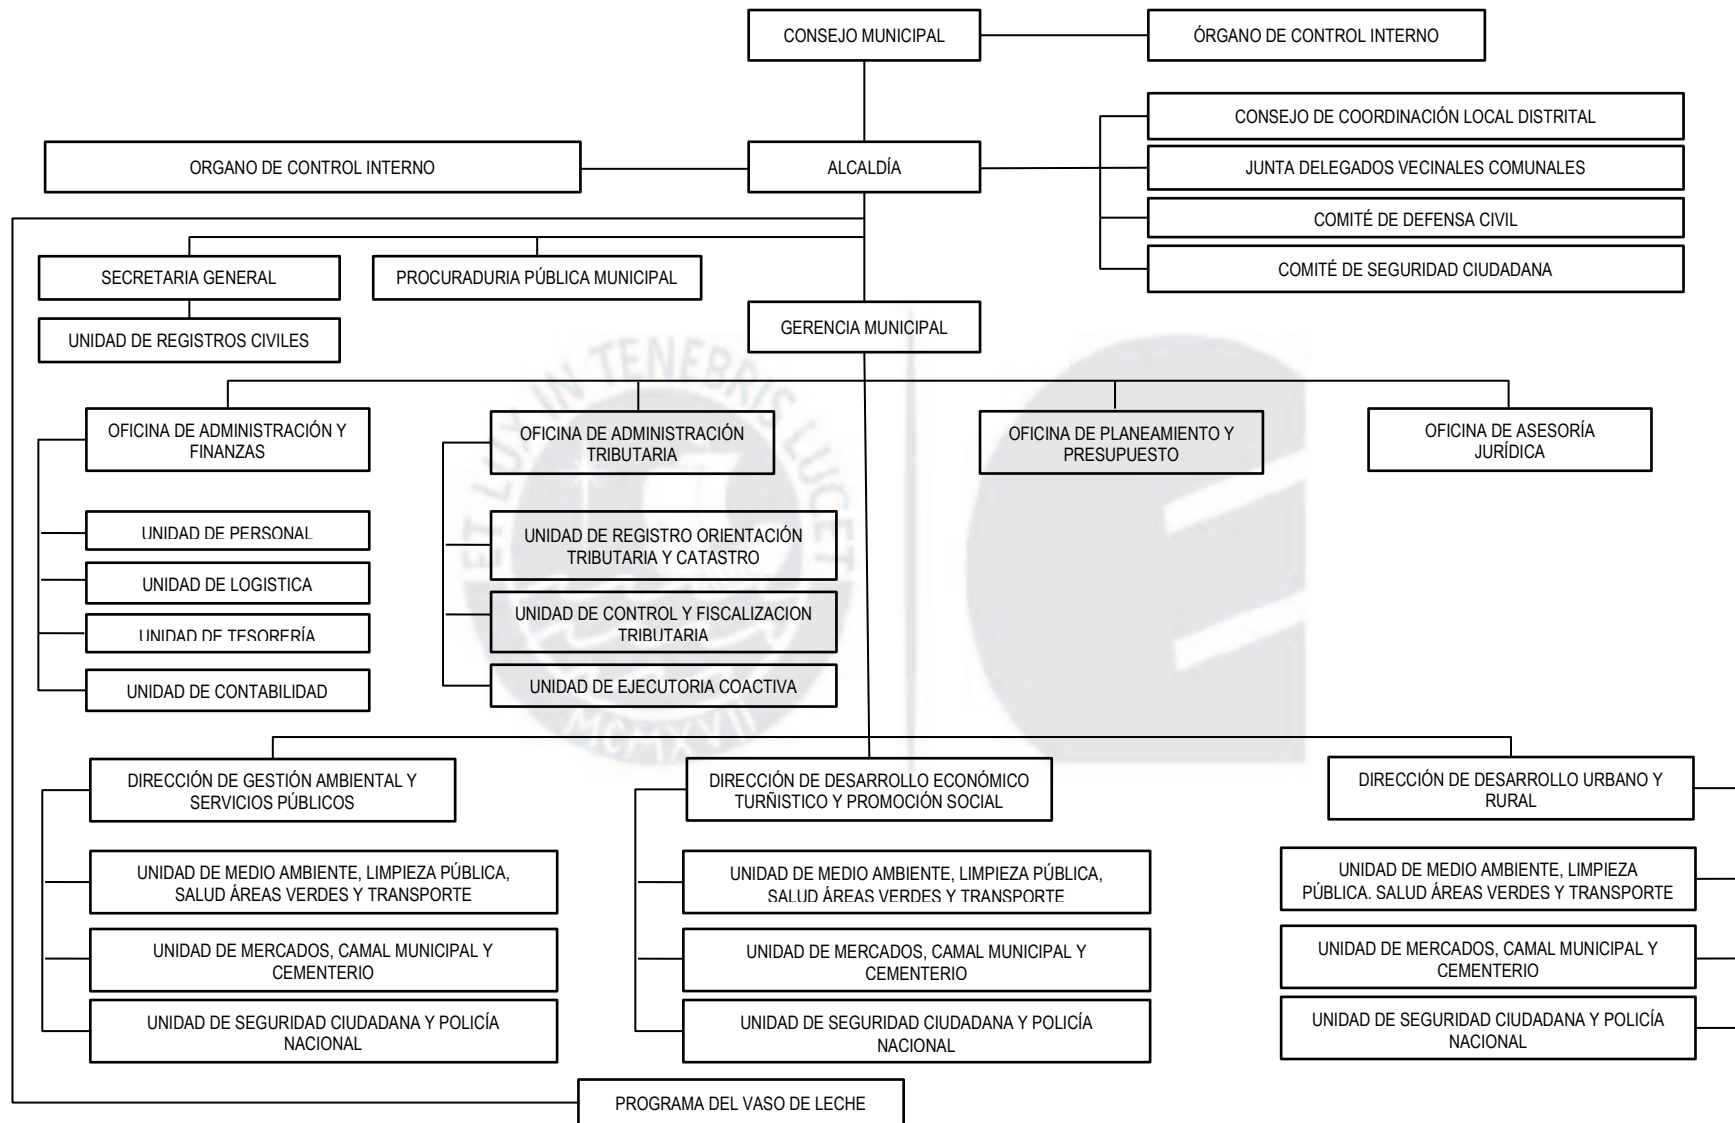 CONSEJO MUNICIPAL
ÓRGANO DE CONTROL INTERNO
CONSEJO DE COORDINACIÓN LOCAL DISTRITAL
ORGANO DE CONTROL INTERNO
ALCALDÍA
JUNTA DELEGADOS VECINALES COMUNALES
COMITÉ DE DEFENSA CIVIL
COMITÉ DE SEGURIDAD CIUDADANA
SECRETARIA GENERAL
PROCURADURIA PÚBLICA MUNICIPAL
UNIDAD DE REGISTROS CIVILES
GERENCIA MUNICIPAL
OFICINA DE ADMINISTRACIÓN Y
FINANZAS
OFICINA DE ADMINISTRACIÓN
TRIBUTARIA
OFICINA DE PLANEAMIENTO Y
PRESUPUESTO
OFICINA DE ASESORÍA
JURÍDICA
UNIDAD DE PERSONAL
UNIDAD DE LOGISTICA
UNIDAD DE TESORERÍA
UNIDAD DE CONTABILIDAD
UNIDAD DE REGISTRO ORIENTACIÓN
TRIBUTARIA Y CATASTRO
UNIDAD DE CONTROL Y FISCALIZACION
TRIBUTARIA
UNIDAD DE EJECUTORIA COACTIVA
ET LUX IN TENEBRIS LUCET
MCMXVII
DIRECCIÓN DE GESTIÓN AMBIENTAL Y
SERVICIOS PÚBLICOS
UNIDAD DE MEDIO AMBIENTE, LIMPIEZA PÚBLICA,
SALUD ÁREAS VERDES Y TRANSPORTE
UNIDAD DE MERCADOS, CAMAL MUNICIPAL Y
CEMENTERIO
UNIDAD DE SEGURIDAD CIUDADANA Y POLICÍA
NACIONAL
DIRECCIÓN DE DESARROLLO ECONÓMICO
TURÑISTICO Y PROMOCIÓN SOCIAL
UNIDAD DE MEDIO AMBIENTE, LIMPIEZA PÚBLICA,
SALUD ÁREAS VERDES Y TRANSPORTE
UNIDAD DE MERCADOS, CAMAL MUNICIPAL Y
CEMENTERIO
UNIDAD DE SEGURIDAD CIUDADANA Y POLICÍA
NACIONAL
DIRECCIÓN DE DESARROLLO URBANO Y
RURAL
UNIDAD DE MEDIO AMBIENTE, LIMPIEZA
PÚBLICA. SALUD ÁREAS VERDES Y TRANSPORTE
UNIDAD DE MERCADOS, CAMAL MUNICIPAL Y
CEMENTERIO
UNIDAD DE SEGURIDAD CIUDADANA Y POLICÍA
NACIONAL
PROGRAMA DEL VASO DE LECHE